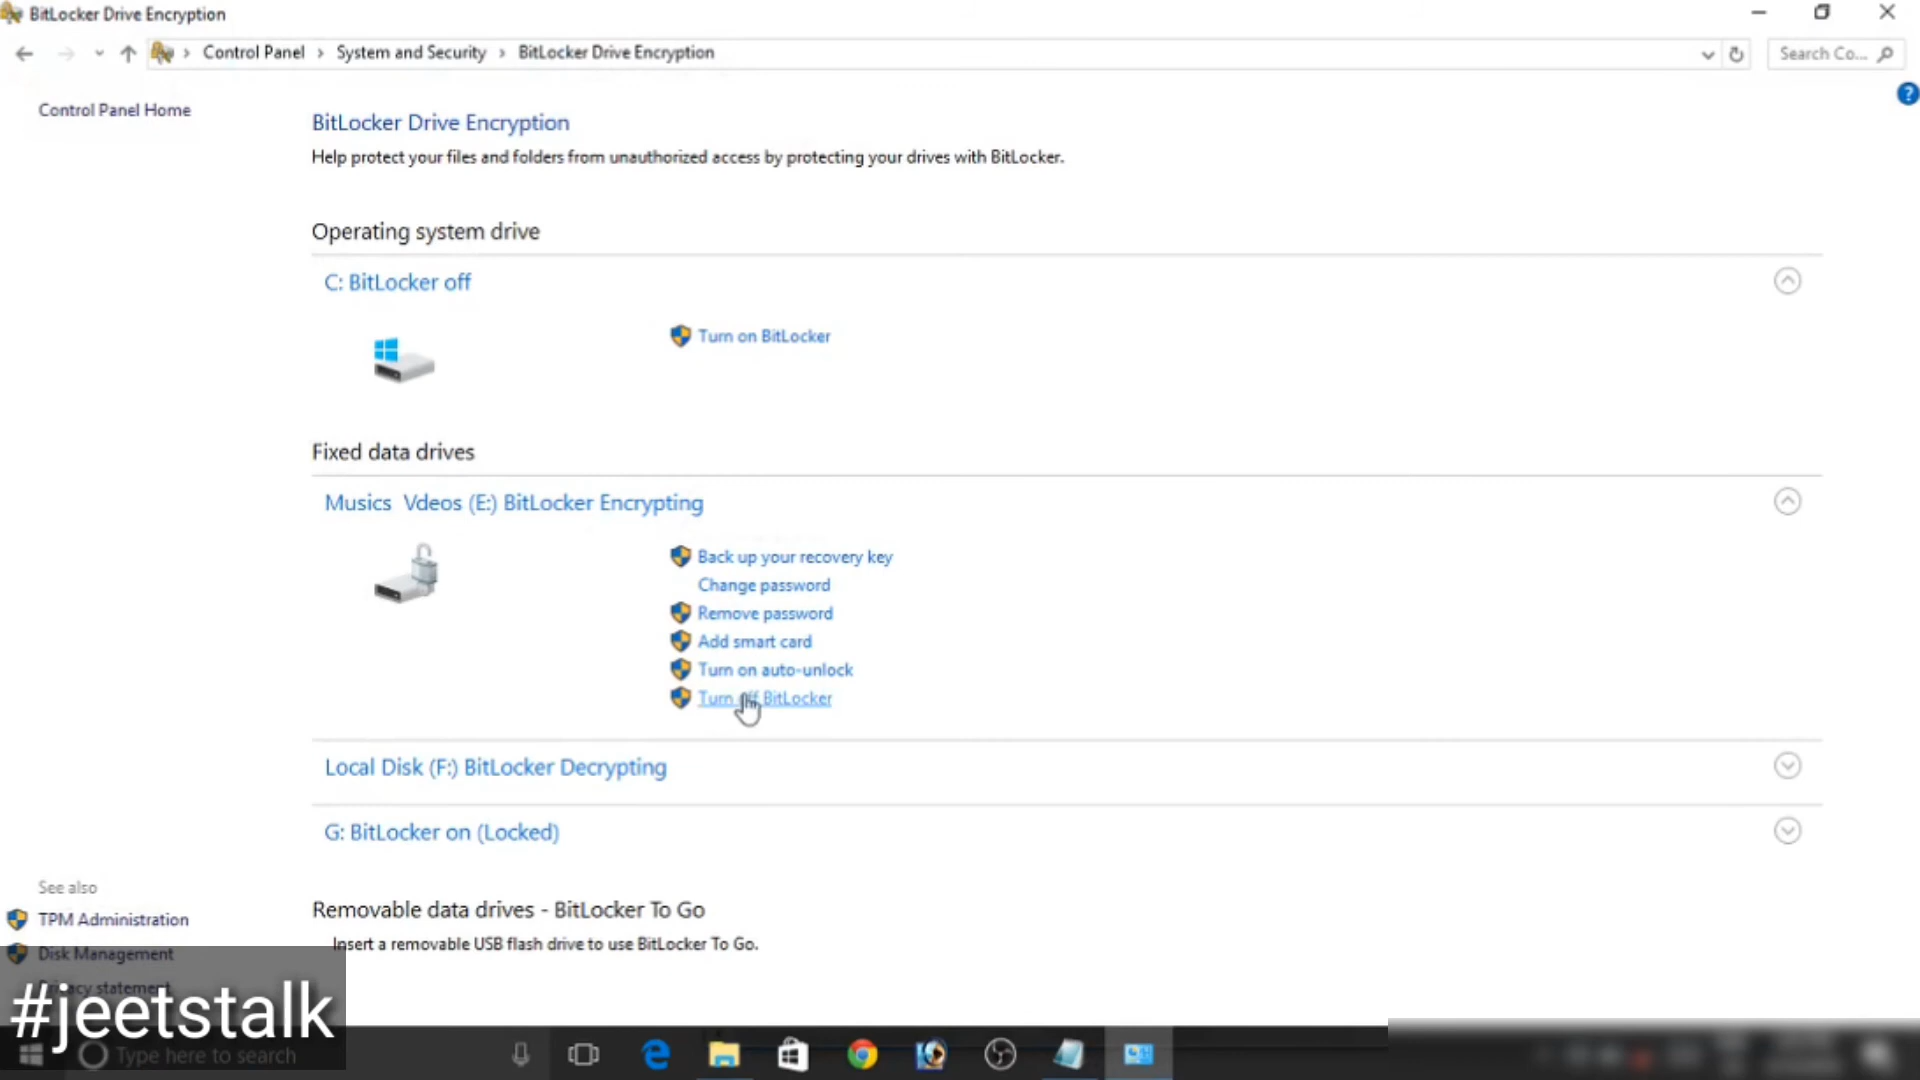 BitLocker Drive Encryption
Control Panel › System and Security › BitLocker Drive Encryption
Search Co...
Control Panel Home
?
BitLocker Drive Encryption
Help protect your files and folders from unauthorized access by protecting your drives with BitLocker.
Operating system drive
C: BitLocker off
Turn on BitLocker
Fixed data drives
Musics Vdeos (E:) BitLocker Encrypting
Back up your recovery key
Change password
Remove password
Add smart card
Turn on auto-unlock
Turn off BitLocker
Local Disk (F:) BitLocker Decrypting
G: BitLocker on (Locked)
See also
Removable data drives - BitLocker To Go
TPM Administration
Insert a removable USB flash drive to use BitLocker To Go.
Disk Management
Privacy statement
#jeetstalk
Type here to search